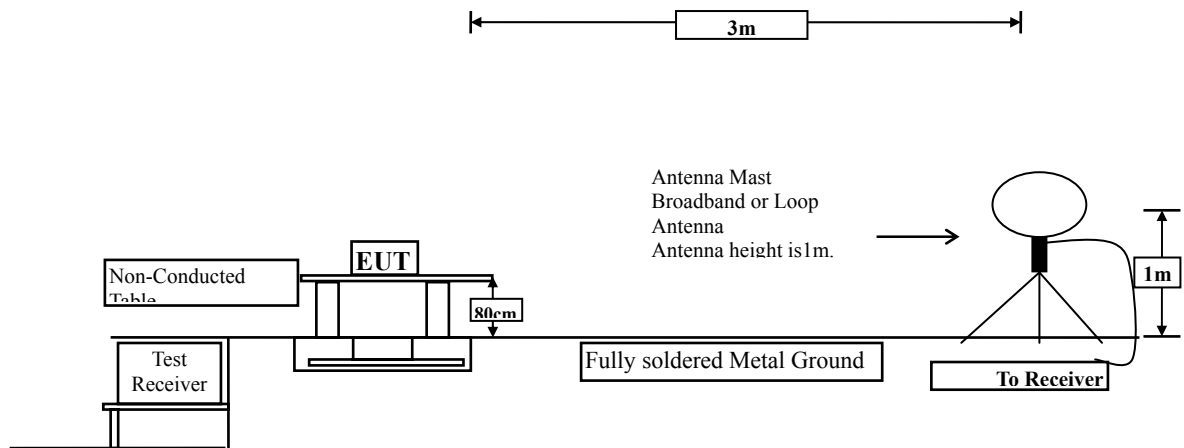 3m
Antenna Mast
Broadband or Loop
Antenna
Antenna height is1m.
EUT
Non-Conducted
Table
80cm
1m
Test
Receiver
Fully soldered Metal Ground
To Receiver